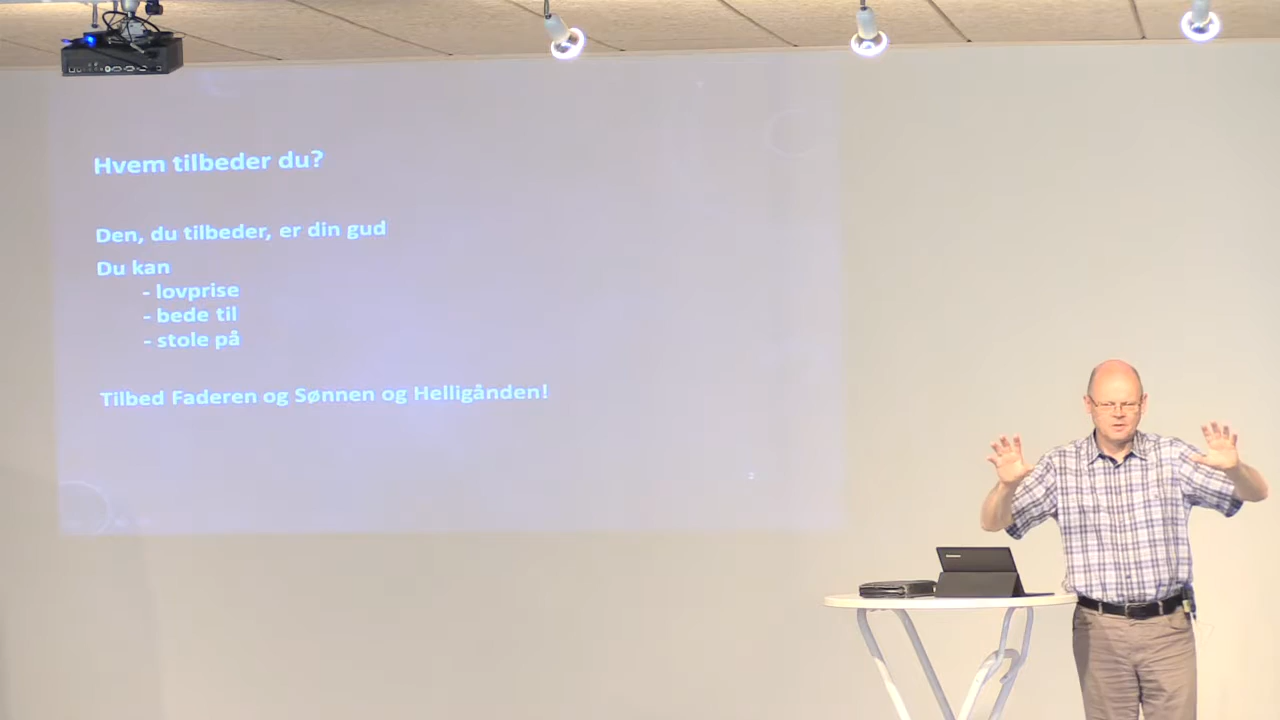 Hvem tilbeder du?
Den, du tilbeder, er din gud
Du kan
- lovprise
- bede til
- stole på
Tilbed Faderen og Sønnen og Helligånden!
2